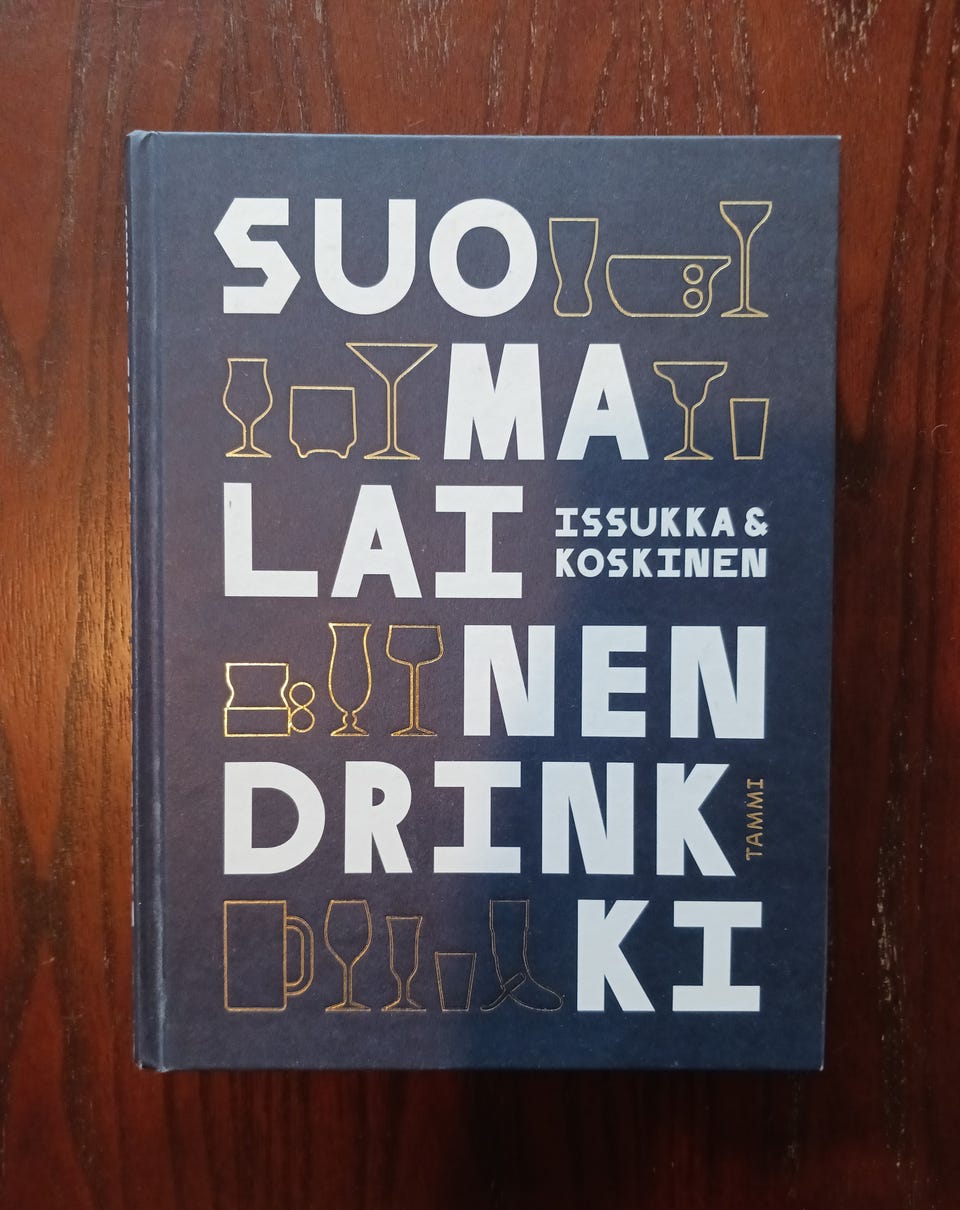 SUO
MA
LAI
ISSUKKA &
KOSKINEN
NEN
DRINK
TAMMI
KI